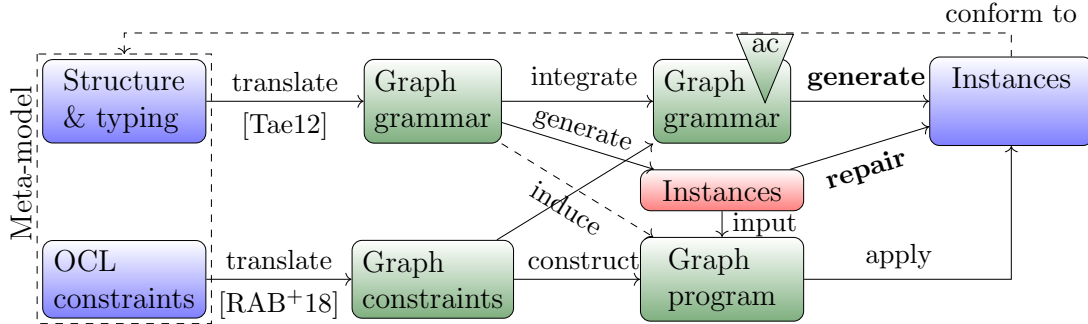 conform to
ac
Structure
& typing
translate
[Tae12]
Graph
grammar
integrate
Graph
grammar
generate
Instances
generate
repair
Instances
induce
input
Meta-model
OCL
constraints
translate
[RAB+18]
Graph
constraints
construct
Graph
program
apply